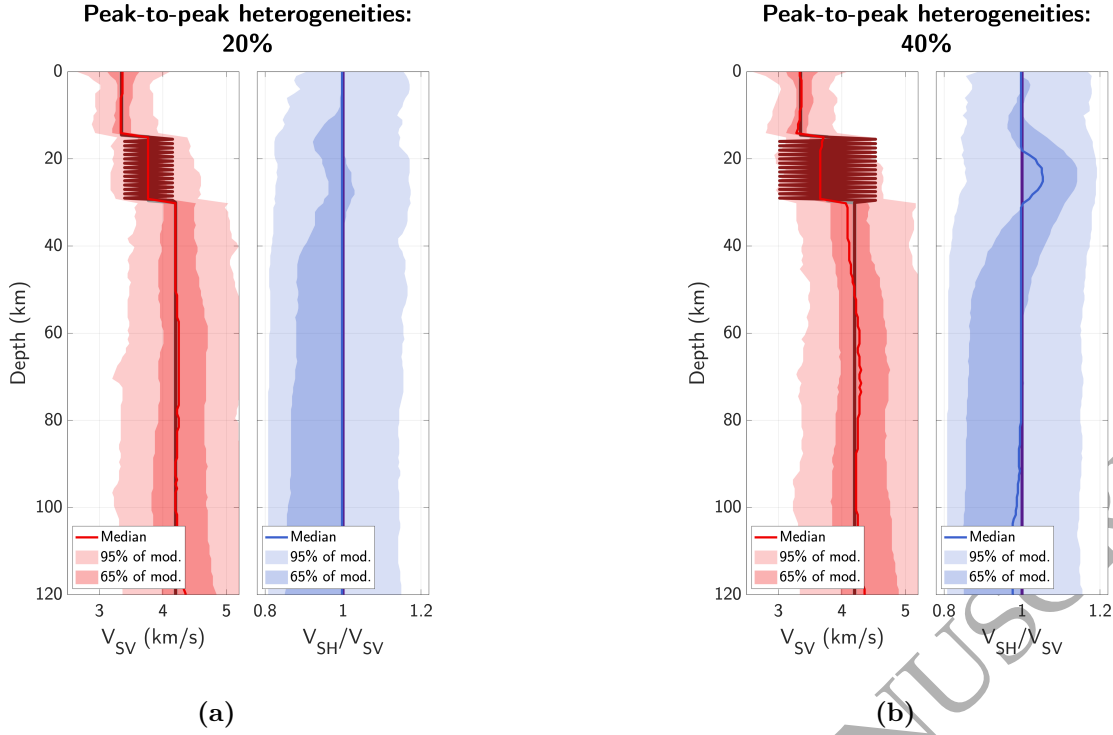 Peak-to-peak heterogeneities:
20%
0
20
40
60
80
100
120
Depth (km)
Median
95% of mod.
65% of mod.
3
4
5
V_SV (km/s)
Median
95% of mod.
65% of mod.
0.8
1
1.2
V_SH/V_SV
(a)
Peak-to-peak heterogeneities:
40%
0
20
40
60
80
100
120
Depth (km)
Median
95% of mod.
65% of mod.
3
4
5
V_SV (km/s)
Median
95% of mod.
65% of mod.
0.8
1
1.2
V_SH/V_SV
(b)